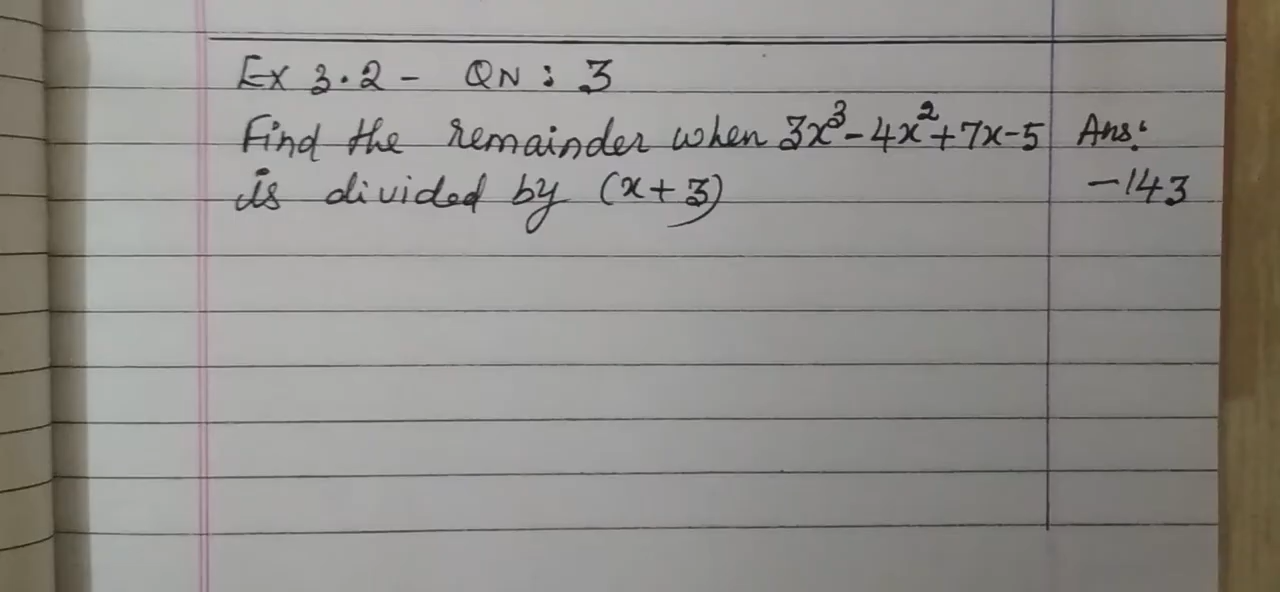 Ex 3.2 - QN : 3
Find the remainder when 3x³-4x²+7x-5
is divided by (x+3)
Ans:
-143